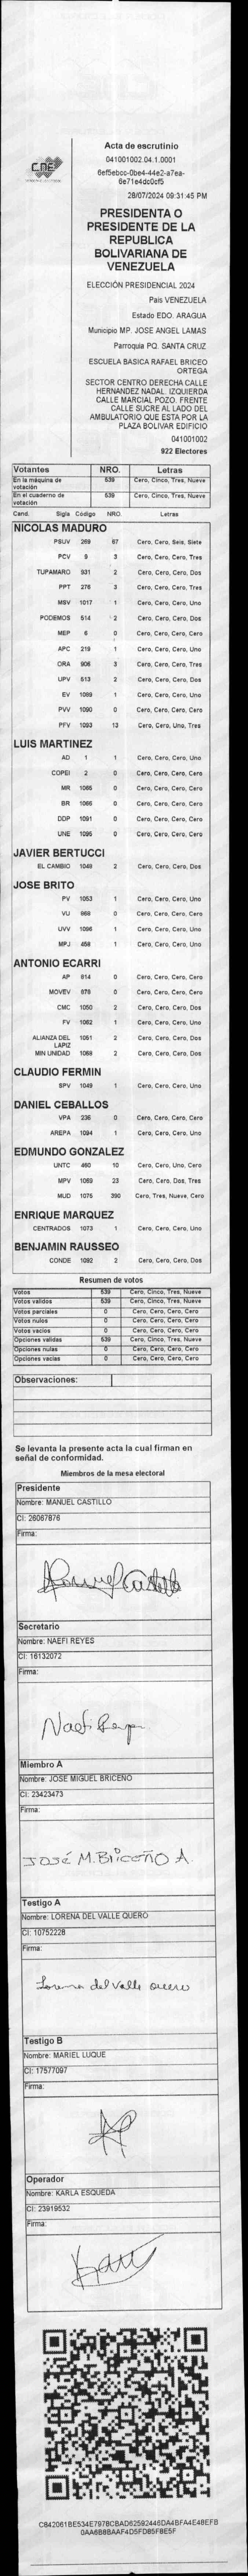 CNE
Acta de escrutinio
041001002.04.1.0001
6ef5ebcc-0be4-44e2-a7ea-
6e71e4dc0cf5
28/07/2024 09:31:45 PM
PRESIDENTA O
PRESIDENTE DE LA
REPUBLICA
BOLIVARIANA DE
VENEZUELA
ELECCIÓN PRESIDENCIAL 2024
Pais VENEZUELA
Estado EDO. ARAGUA
Municipio MP. JOSE ANGEL LAMAS
Parroquia PQ. SANTA CRUZ
ESCUELA BASICA RAFAEL BRICEO
ORTEGA
SECTOR CENTRO DERECHA CALLE
HERNANDEZ NADAL. IZQUIERDA
CALLE MARCIAL POZO. FRENTE
CALLE SUCRE AL LADO DEL
AMBULATORIO QUE ESTA POR LA
PLAZA BOLIVAR EDIFICIO
041001002
922 Electores
Votantes NRO. Letras
En la máquina de votación 539 Cero, Cinco, Tres, Nueve
En el cuaderno de votación 539 Cero, Cinco, Tres, Nueve
Cand. Sigla Código NRO. Letras
NICOLAS MADURO
PSUV 269 67 Cero, Cero, Seis, Siete
PCV 9 3 Cero, Cero, Cero, Tres
TUPAMARO 931 2 Cero, Cero, Cero, Dos
PPT 276 3 Cero, Cero, Cero, Tres
MSV 1017 1 Cero, Cero, Cero, Uno
PODEMOS 514 2 Cero, Cero, Cero, Dos
MEP 6 0 Cero, Cero, Cero, Cero
APC 219 1 Cero, Cero, Cero, Uno
ORA 906 3 Cero, Cero, Cero, Tres
UPV 513 2 Cero, Cero, Cero, Dos
EV 1089 1 Cero, Cero, Cero, Uno
PVV 1090 0 Cero, Cero, Cero, Cero
PFV 1093 13 Cero, Cero, Uno, Tres
LUIS MARTINEZ
AD 1 1 Cero, Cero, Cero, Uno
COPEI 2 0 Cero, Cero, Cero, Cero
MR 1065 0 Cero, Cero, Cero, Cero
BR 1066 0 Cero, Cero, Cero, Cero
DDP 1091 0 Cero, Cero, Cero, Cero
UNE 1095 0 Cero, Cero, Cero, Cero
JAVIER BERTUCCI
EL CAMBIO 1048 2 Cero, Cero, Cero, Dos
JOSE BRITO
PV 1053 1 Cero, Cero, Cero, Uno
VU 968 0 Cero, Cero, Cero, Cero
UVV 1096 1 Cero, Cero, Cero, Uno
MPJ 458 1 Cero, Cero, Cero, Uno
ANTONIO ECARRI
AP 814 0 Cero, Cero, Cero, Cero
MOVEV 878 0 Cero, Cero, Cero, Cero
CMC 1050 2 Cero, Cero, Cero, Dos
FV 1062 1 Cero, Cero, Cero, Uno
ALIANZA DEL LAPIZ 1051 2 Cero, Cero, Cero, Dos
MIN UNIDAD 1068 2 Cero, Cero, Cero, Dos
CLAUDIO FERMIN
SPV 1049 1 Cero, Cero, Cero, Uno
DANIEL CEBALLOS
VPA 236 0 Cero, Cero, Cero, Cero
AREPA 1094 1 Cero, Cero, Cero, Uno
EDMUNDO GONZALEZ
UNTC 460 10 Cero, Cero, Uno, Cero
MPV 1069 23 Cero, Cero, Dos, Tres
MUD 1075 390 Cero, Tres, Nueve, Cero
ENRIQUE MARQUEZ
CENTRADOS 1073 1 Cero, Cero, Cero, Uno
BENJAMIN RAUSSEO
CONDE 1092 2 Cero, Cero, Cero, Dos
Resumen de votos
Votos 539 Cero, Cinco, Tres, Nueve
Votos validos 539 Cero, Cinco, Tres, Nueve
Votos parciales 0 Cero, Cero, Cero, Cero
Votos nulos 0 Cero, Cero, Cero, Cero
Votos vacios 0 Cero, Cero, Cero, Cero
Opciones validas 539 Cero, Cinco, Tres, Nueve
Opciones nulas 0 Cero, Cero, Cero, Cero
Opciones vacias 0 Cero, Cero, Cero, Cero
Observaciones:
Se levanta la presente acta la cual firman en
señal de conformidad.
Miembros de la mesa electoral
Presidente
Nombre: MANUEL CASTILLO
CI: 26067876
Firma:
Manuel Castillo
Secretario
Nombre: NAEFI REYES
CI: 16132072
Firma:
Miembro A
Nombre: JOSE MIGUEL BRICENO
CI: 23423473
Firma:
José M. Briceño A.
Testigo A
Nombre: LORENA DEL VALLE QUERO
CI: 10752228
Firma:
Lorena del Valle Quero
Testigo B
Nombre: MARIEL LUQUE
CI: 17577097
Firma:
Operador
Nombre: KARLA ESQUEDA
CI: 23919532
Firma:
C842061BE534E797BCBAD62592446DA4BFA4E4BEFB
0AA6B8BAAF4D5FD85F8E5F